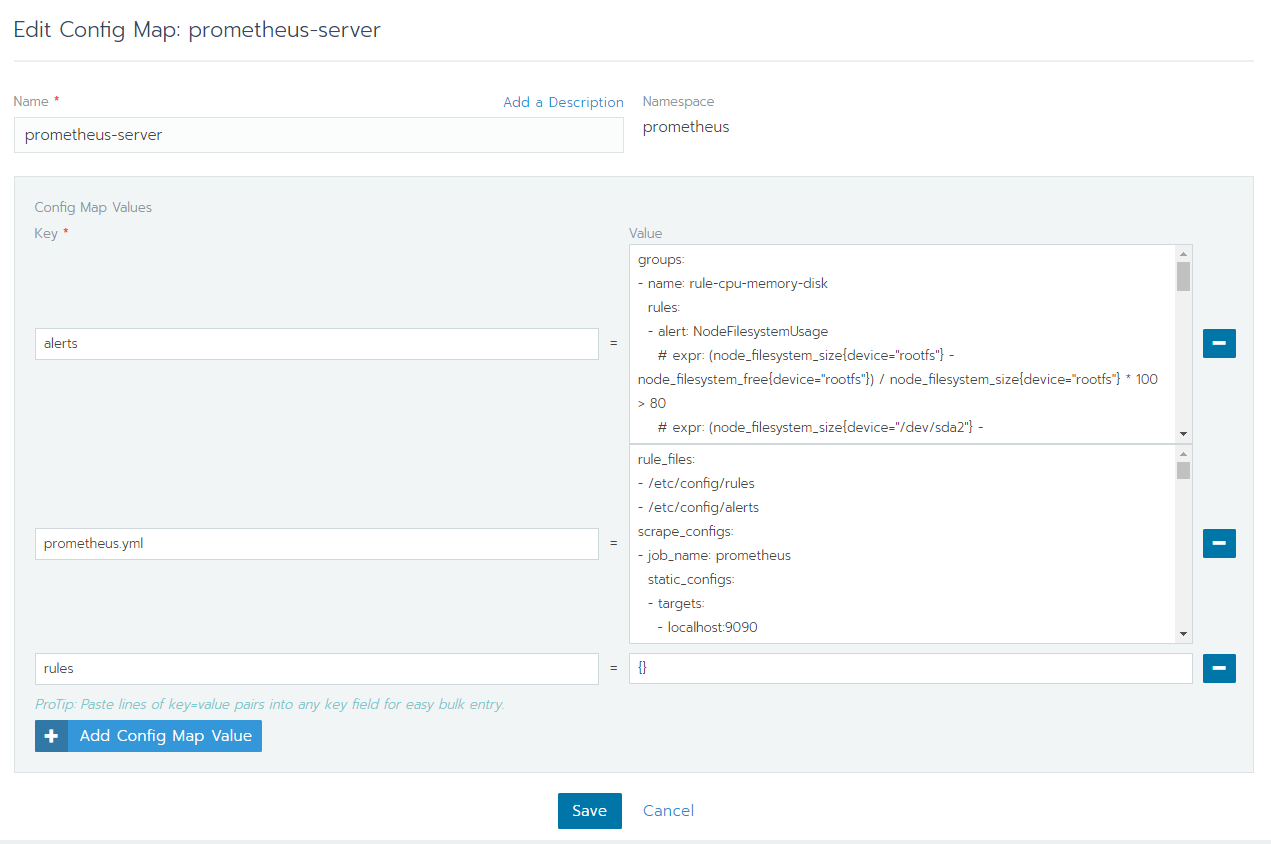 Edit Config Map: prometheus-server
Name *
Add a Description
Namespace
prometheus-server
prometheus
Config Map Values
Key *
Value
alerts
=
groups:
- name: rule-cpu-memory-disk
rules:
- alert: NodeFilesystemUsage
# expr: (node_filesystem_size{device="rootfs"} -
node_filesystem_free{device="rootfs"}) / node_filesystem_size{device="rootfs"} * 100
> 80
# expr: (node_filesystem_size{device="/dev/sda2"} -
prometheus.yml
=
rule_files:
- /etc/config/rules
- /etc/config/alerts
scrape_configs:
- job_name: prometheus
static_configs:
- targets:
- localhost:9090
rules
=
{}
ProTip: Paste lines of key=value pairs into any key field for easy bulk entry.
Add Config Map Value
Save
Cancel